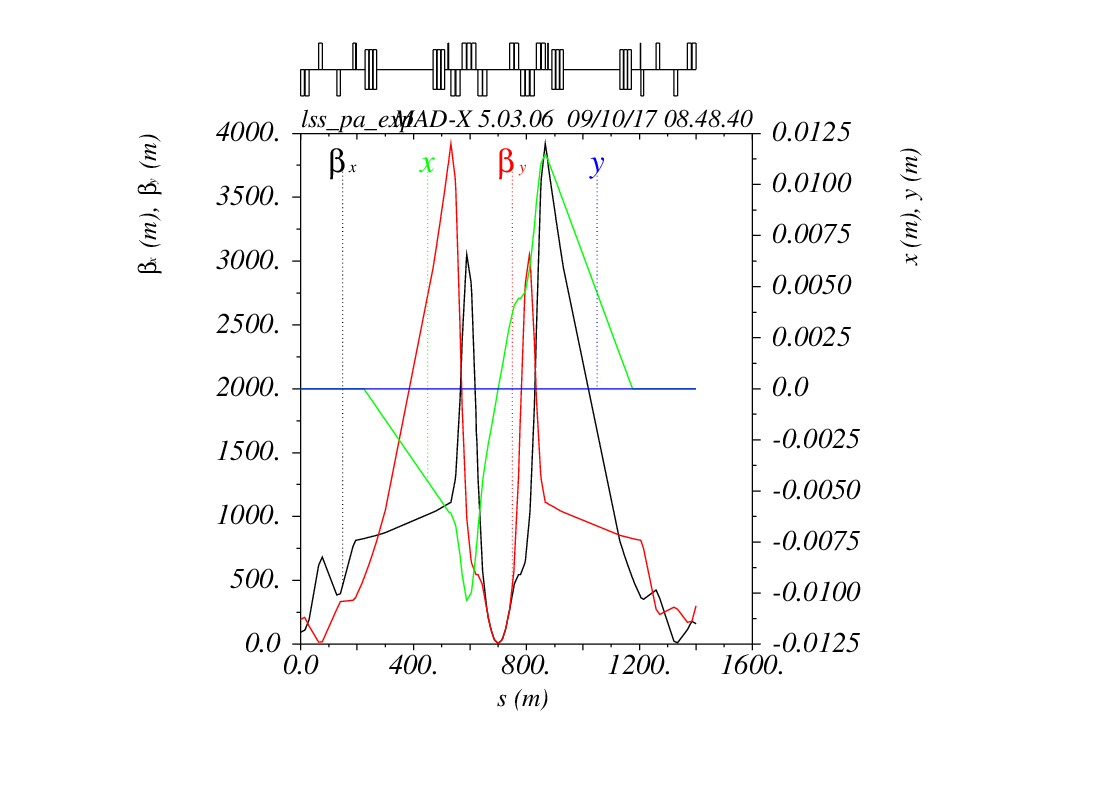 lss_pa_exp MAD-X 5.03.06 09/10/17 08.48.40
βx (m), βy (m)
4000.
3500.
3000.
2500.
2000.
1500.
1000.
500.
0.0
βx
x
βy
y
0.0125
0.0100
0.0075
0.0050
0.0025
0.0
-0.0025
-0.0050
-0.0075
-0.0100
-0.0125
x (m), y (m)
0.0 400. 800. 1200. 1600.
s (m)